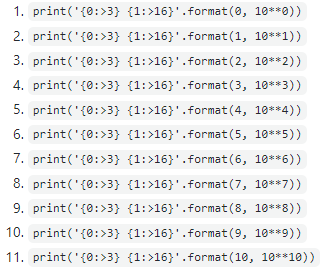 1. print('{0:>3} {1:>16}'.format(0, 10**0))
2. print('{0:>3} {1:>16}'.format(1, 10**1))
3. print('{0:>3} {1:>16}'.format(2, 10**2))
4. print('{0:>3} {1:>16}'.format(3, 10**3))
5. print('{0:>3} {1:>16}'.format(4, 10**4))
6. print('{0:>3} {1:>16}'.format(5, 10**5))
7. print('{0:>3} {1:>16}'.format(6, 10**6))
8. print('{0:>3} {1:>16}'.format(7, 10**7))
9. print('{0:>3} {1:>16}'.format(8, 10**8))
10. print('{0:>3} {1:>16}'.format(9, 10**9))
11. print('{0:>3} {1:>16}'.format(10, 10**10))